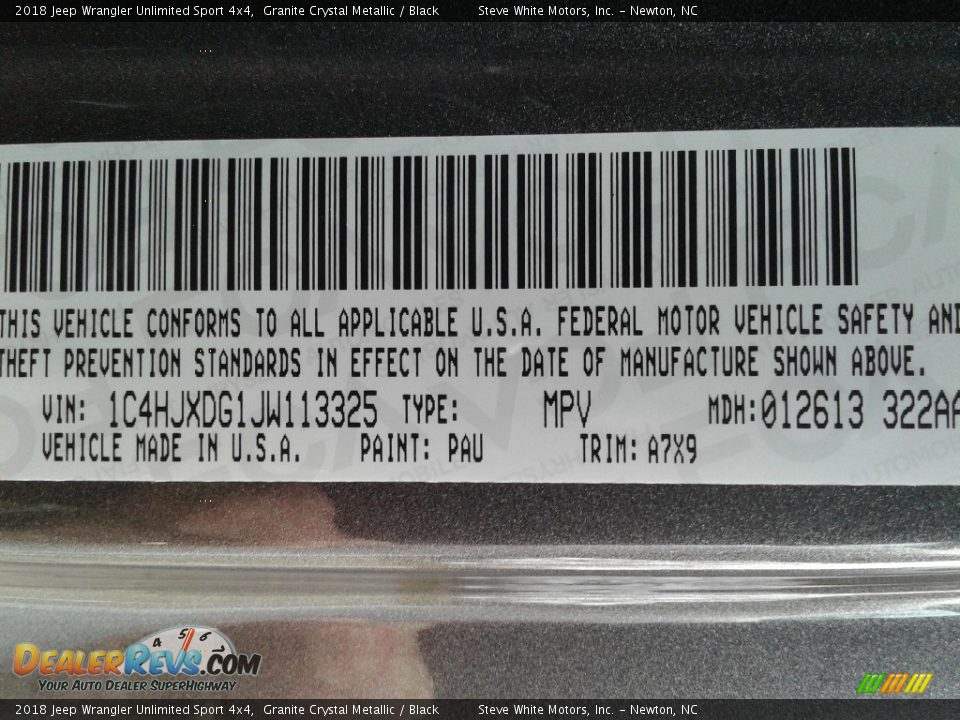 2018 Jeep Wrangler Unlimited Sport 4x4, Granite Crystal Metallic / Black Steve White Motors, Inc. - Newton, NC
THIS VEHICLE CONFORMS TO ALL APPLICABLE U.S.A. FEDERAL MOTOR VEHICLE SAFETY AND
THEFT PREVENTION STANDARDS IN EFFECT ON THE DATE OF MANUFACTURE SHOWN ABOVE.
VIN: 1C4HJXDG1JW113325 TYPE: MPV MDH:012613 322AA
VEHICLE MADE IN U.S.A. PAINT: PAU TRIM: A7X9
4 5 6
DEALERREVS.COM
YOUR AUTO DEALER SUPERHIGHWAY
2018 Jeep Wrangler Unlimited Sport 4x4, Granite Crystal Metallic / Black Steve White Motors, Inc. - Newton, NC